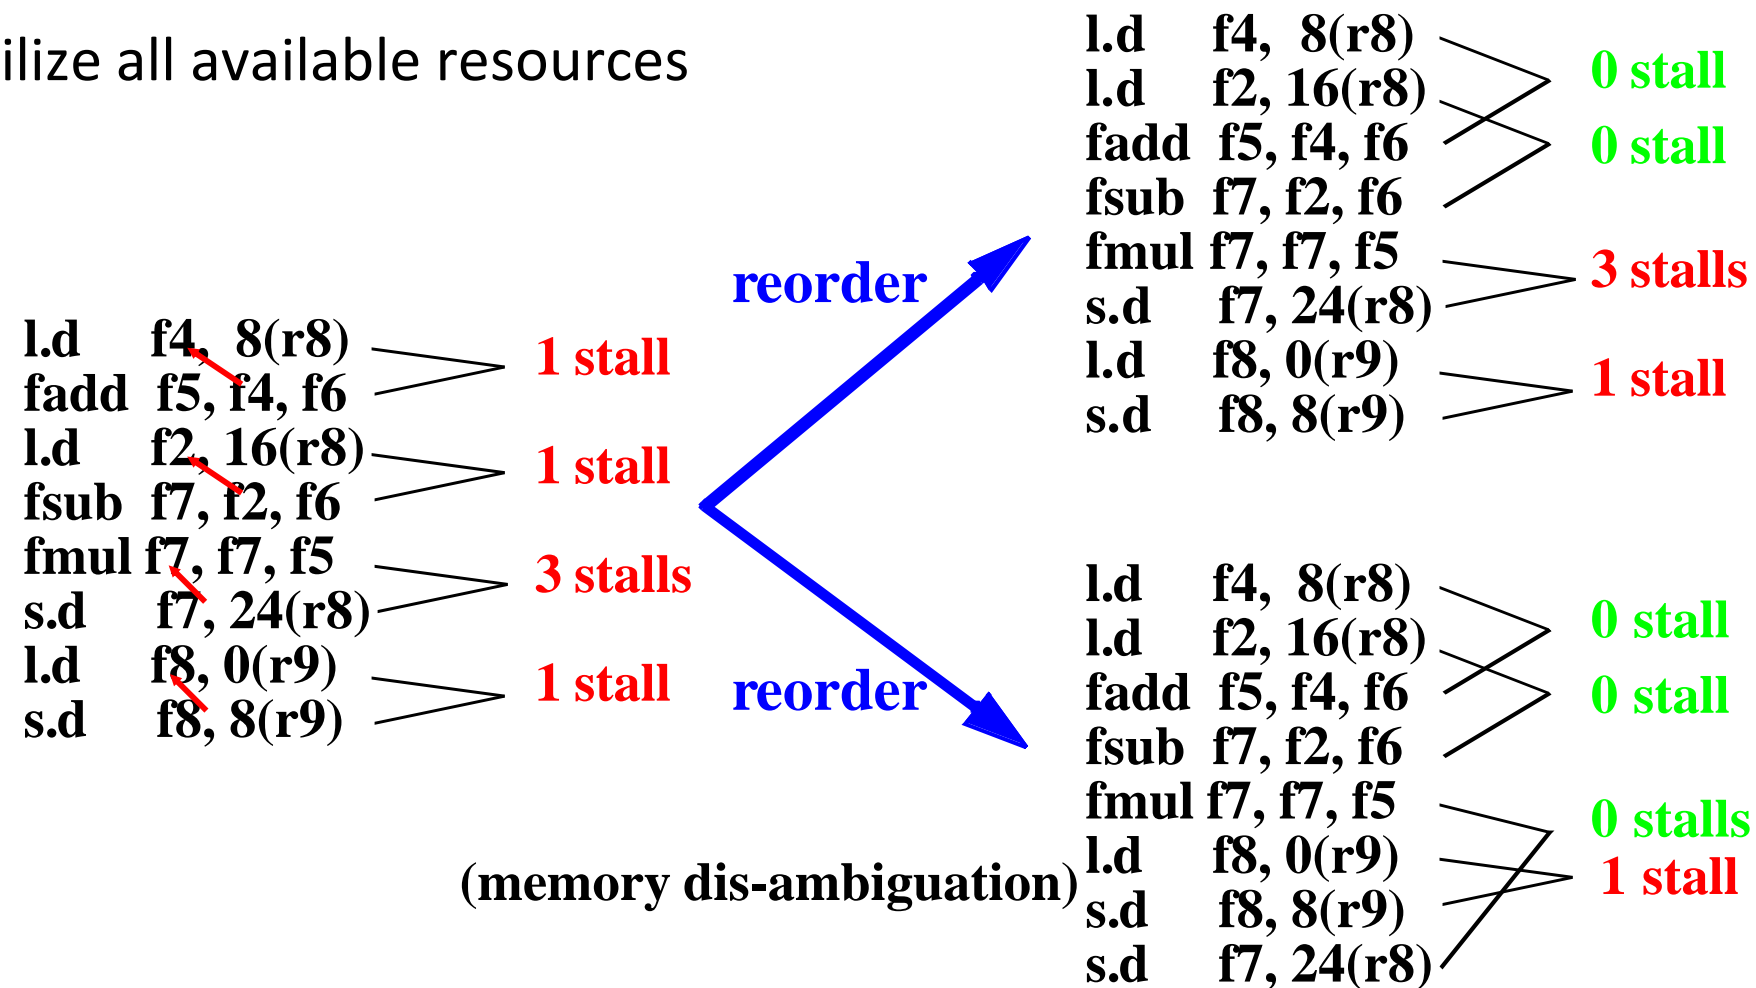 ilize all available resources
l.d f4, 8(r8)
fadd f5, f4, f6
l.d f2, 16(r8)
fsub f7, f2, f6
fmul f7, f7, f5
s.d f7, 24(r8)
l.d f8, 0(r9)
s.d f8, 8(r9)
1 stall
1 stall
3 stalls
1 stall
reorder
reorder
l.d f4, 8(r8)
l.d f2, 16(r8)
fadd f5, f4, f6
fsub f7, f2, f6
fmul f7, f7, f5
s.d f7, 24(r8)
l.d f8, 0(r9)
s.d f8, 8(r9)
0 stall
0 stall
3 stalls
1 stall
(memory dis-ambiguation)
l.d f4, 8(r8)
l.d f2, 16(r8)
fadd f5, f4, f6
fsub f7, f2, f6
fmul f7, f7, f5
l.d f8, 0(r9)
s.d f8, 8(r9)
s.d f7, 24(r8)
0 stall
0 stall
0 stalls
1 stall